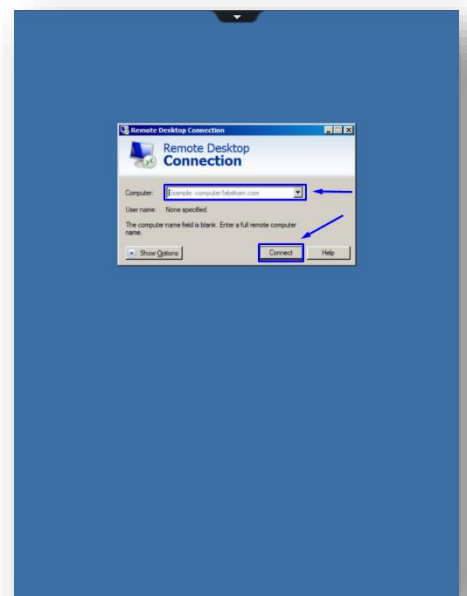 Remote Desktop Connection
Remote Desktop
Connection
Computer: Example: computer.fabrikam.com
User name: None specified
The computer name field is blank. Enter a full remote computer
name.
Show Options Connect Help